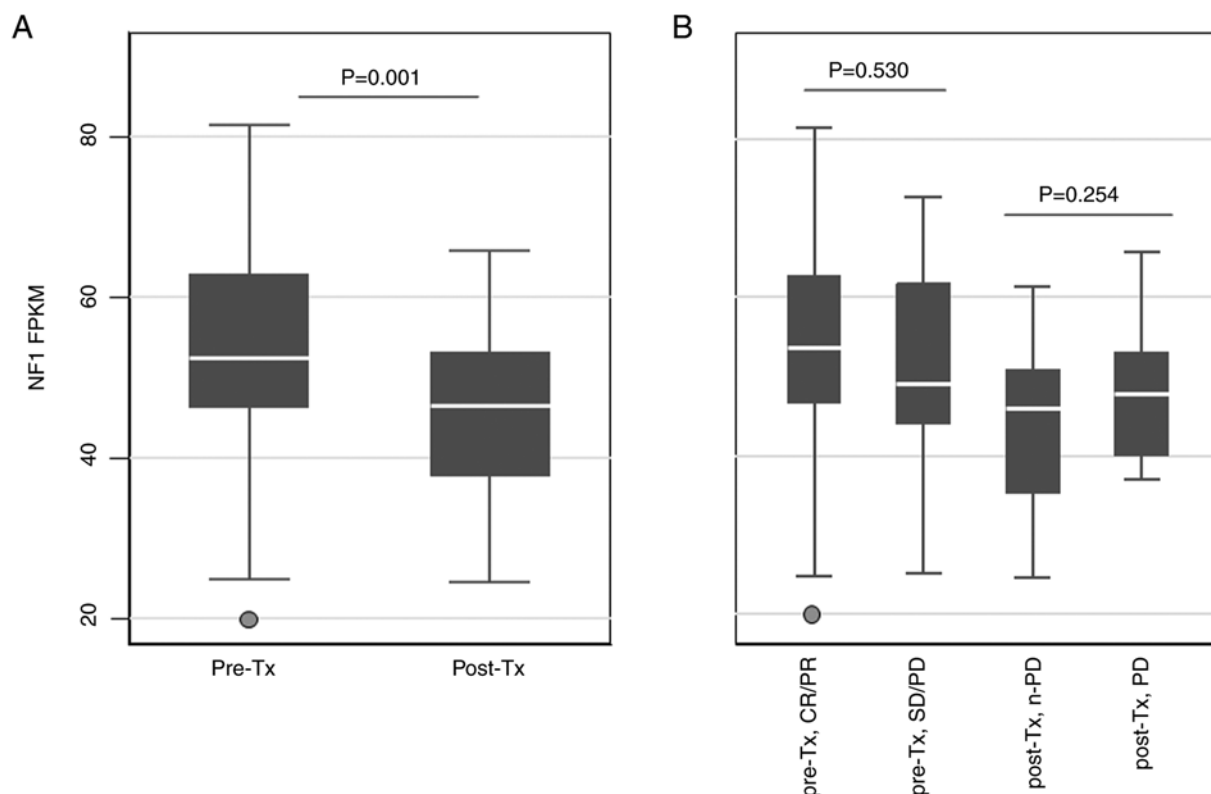 A
B
P=0.001
P=0.530
P=0.254
NF1 FPKM
80
60
40
20
Pre-Tx
Post-Tx
pre-Tx, CR/PR
pre-Tx, SD/PD
post-Tx, n-PD
post-Tx, PD